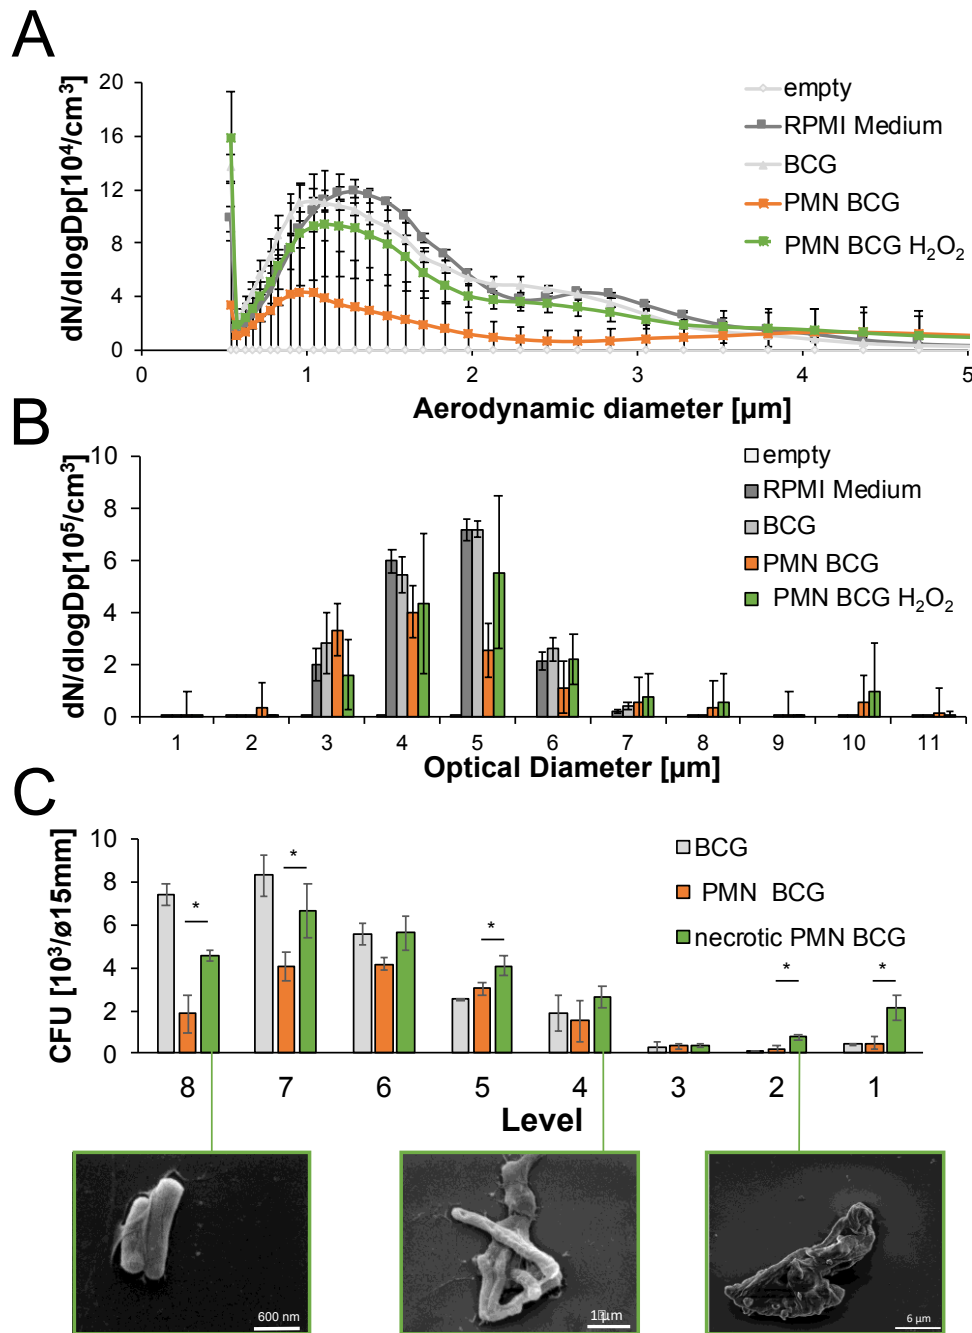 A
dN/dlogDp[10⁴/cm³]
20
16
12
8
4
0
0 1 2 3 4 5
Aerodynamic diameter [µm]
empty
RPMI Medium
BCG
PMN BCG
PMN BCG H₂O₂
B
dN/dlogDp[10⁵/cm³]
10
8
6
4
2
0
1 2 3 4 5 6 7 8 9 10 11
Optical Diameter [µm]
empty
RPMI Medium
BCG
PMN BCG
PMN BCG H₂O₂
C
CFU [10³/ø15mm]
10
8
6
4
2
0
* * * * *
8 7 6 5 4 3 2 1
Level
BCG
PMN BCG
necrotic PMN BCG
600 nm
1 µm
6 µm